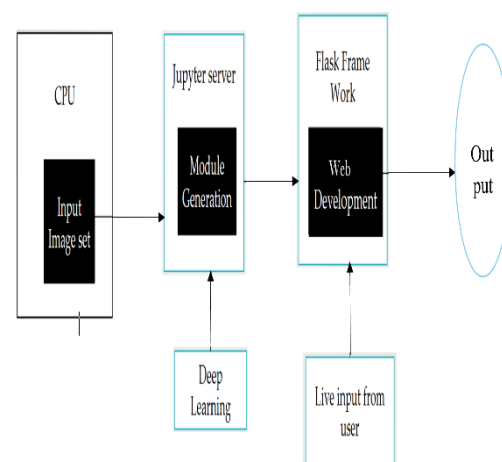 CPU
Input
Image set
Jupyter server
Module
Generation
Deep
Learning
Flask Frame
Work
Web
Development
Live input from
user
Out
put